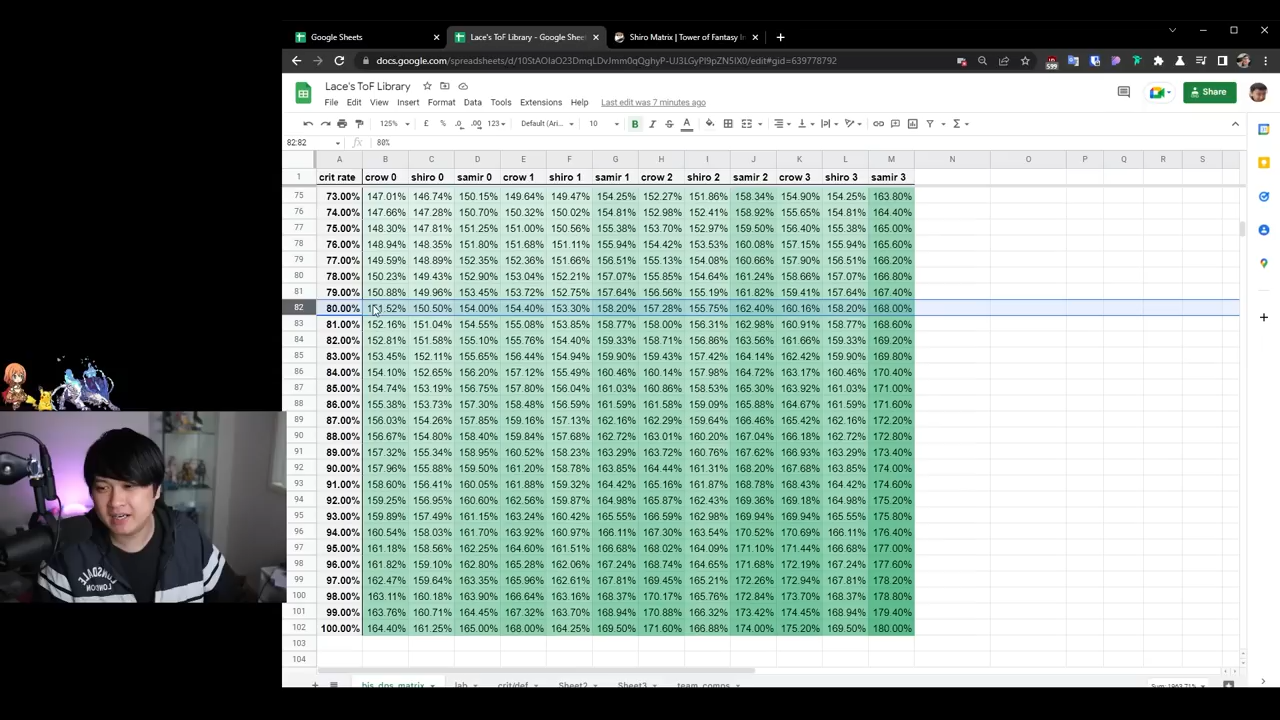 Google Sheets
Lace's ToF Library - Google Shee
Shiro Matrix | Tower of Fantasy In
docs.google.com/spreadsheets/d/10StAOIaO23DmqLDvJmm0qQghyP-UJ3LGyPl9pZN5IX0/edit#gid=639778792
Lace's ToF Library
Share
File Edit View Insert Format Data Tools Extensions Help Last edit was 7 minutes ago
125% £ % .0 .00 123 Default (Ari... 10 B I S A
82:82 fx 80%
A B C D E F G H I J K L M N O P Q R S
1 crit rate crow 0 shiro 0 samir 0 crow 1 shiro 1 samir 1 crow 2 shiro 2 samir 2 crow 3 shiro 3 samir 3
75 73.00% 147.01% 146.74% 150.15% 149.64% 149.47% 154.25% 152.27% 151.86% 158.34% 154.90% 154.25% 163.80%
76 74.00% 147.66% 147.28% 150.70% 150.32% 150.02% 154.81% 152.98% 152.41% 158.92% 155.65% 154.81% 164.40%
77 75.00% 148.30% 147.81% 151.25% 151.00% 150.56% 155.38% 153.70% 152.97% 159.50% 156.40% 155.38% 165.00%
78 76.00% 148.94% 148.35% 151.80% 151.68% 151.11% 155.94% 154.42% 153.53% 160.08% 157.15% 155.94% 165.60%
79 77.00% 149.59% 148.89% 152.35% 152.36% 151.66% 156.51% 155.13% 154.08% 160.66% 157.90% 156.51% 166.20%
80 78.00% 150.23% 149.43% 152.90% 153.04% 152.21% 157.07% 155.85% 154.64% 161.24% 158.66% 157.07% 166.80%
81 79.00% 150.88% 149.96% 153.45% 153.72% 152.75% 157.64% 156.56% 155.19% 161.82% 159.41% 157.64% 167.40%
82 80.00% 151.52% 150.50% 154.00% 154.40% 153.30% 158.20% 157.28% 155.75% 162.40% 160.16% 158.20% 168.00%
83 81.00% 152.16% 151.04% 154.55% 155.08% 153.85% 158.77% 158.00% 156.31% 162.98% 160.91% 158.77% 168.60%
84 82.00% 152.81% 151.58% 155.10% 155.76% 154.40% 159.33% 158.71% 156.86% 163.56% 161.66% 159.33% 169.20%
85 83.00% 153.45% 152.11% 155.65% 156.44% 154.94% 159.90% 159.43% 157.42% 164.14% 162.42% 159.90% 169.80%
86 84.00% 154.10% 152.65% 156.20% 157.12% 155.49% 160.46% 160.14% 157.98% 164.72% 163.17% 160.46% 170.40%
87 85.00% 154.74% 153.19% 156.75% 157.80% 156.04% 161.03% 160.86% 158.53% 165.30% 163.92% 161.03% 171.00%
88 86.00% 155.38% 153.73% 157.30% 158.48% 156.59% 161.59% 161.58% 159.09% 165.88% 164.67% 161.59% 171.60%
89 87.00% 156.03% 154.26% 157.85% 159.16% 157.13% 162.16% 162.29% 159.64% 166.46% 165.42% 162.16% 172.20%
90 88.00% 156.67% 154.80% 158.40% 159.84% 157.68% 162.72% 163.01% 160.20% 167.04% 166.18% 162.72% 172.80%
91 89.00% 157.32% 155.34% 158.95% 160.52% 158.23% 163.29% 163.72% 160.76% 167.62% 166.93% 163.29% 173.40%
92 90.00% 157.96% 155.88% 159.50% 161.20% 158.78% 163.85% 164.44% 161.31% 168.20% 167.68% 163.85% 174.00%
93 91.00% 158.60% 156.41% 160.05% 161.88% 159.32% 164.42% 165.16% 161.87% 168.78% 168.43% 164.42% 174.60%
94 92.00% 159.25% 156.95% 160.60% 162.56% 159.87% 164.98% 165.87% 162.43% 169.36% 169.18% 164.98% 175.20%
95 93.00% 159.89% 157.49% 161.15% 163.24% 160.42% 165.55% 166.59% 162.98% 169.94% 169.94% 165.55% 175.80%
96 94.00% 160.54% 158.03% 161.70% 163.92% 160.97% 166.11% 167.30% 163.54% 170.52% 170.69% 166.11% 176.40%
97 95.00% 161.18% 158.56% 162.25% 164.60% 161.51% 166.68% 168.02% 164.09% 171.10% 171.44% 166.68% 177.00%
98 96.00% 161.82% 159.10% 162.80% 165.28% 162.06% 167.24% 168.74% 164.65% 171.68% 172.19% 167.24% 177.60%
99 97.00% 162.47% 159.64% 163.35% 165.96% 162.61% 167.81% 169.45% 165.21% 172.26% 172.94% 167.81% 178.20%
100 98.00% 163.11% 160.18% 163.90% 166.64% 163.16% 168.37% 170.17% 165.76% 172.84% 173.70% 168.37% 178.80%
101 99.00% 163.76% 160.71% 164.45% 167.32% 163.70% 168.94% 170.88% 166.32% 173.42% 174.45% 168.94% 179.40%
102 100.00% 164.40% 161.25% 165.00% 168.00% 164.25% 169.50% 171.60% 166.88% 174.00% 175.20% 169.50% 180.00%
103
104
bis_dps_matrix lab crit/def Sheet2 Sheet3 team_comps
LONSDALE
LONDON